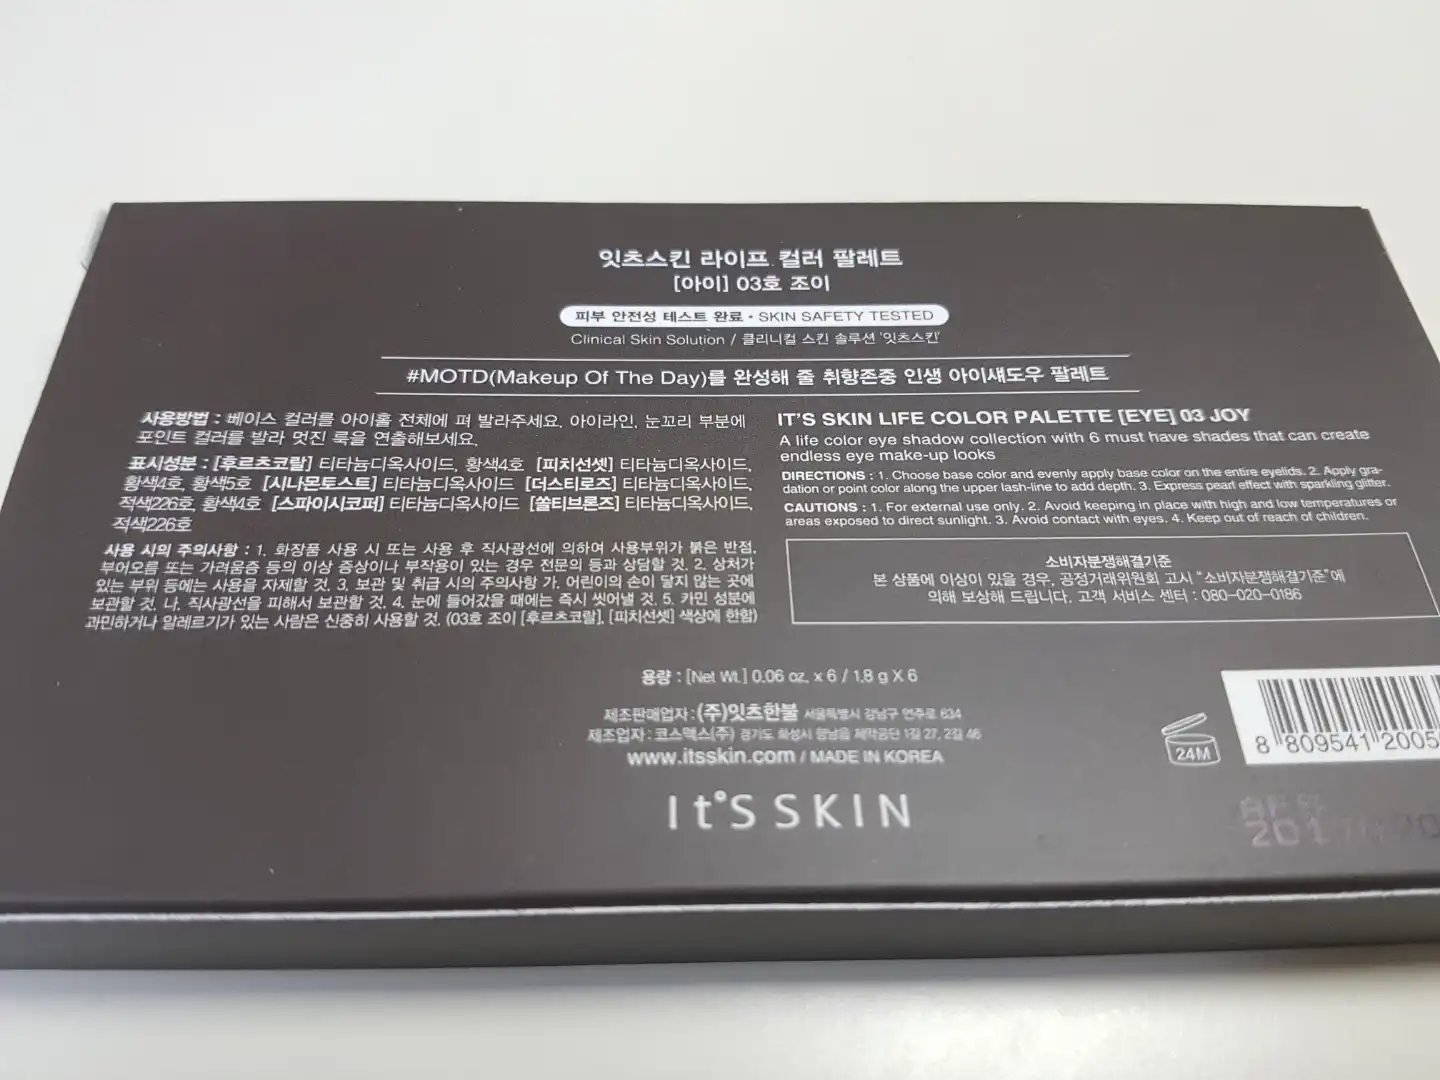 잇츠스킨 라이프 컬러 팔레트
[아이] 03호 조이
피부 안전성 테스트 완료 • SKIN SAFETY TESTED
Clinical Skin Solution / 클리니컬 스킨 솔루션 '잇츠스킨'
#MOTD(Makeup Of The Day)를 완성해 줄 취향존중 인생 아이섀도우 팔레트
사용방법 : 베이스 컬러를 아이홀 전체에 펴 발라주세요. 아이라인, 눈꼬리 부분에
포인트 컬러를 발라 멋진 룩을 연출해보세요.
표시성분 : [후르츠코랄] 티타늄디옥사이드, 황색4호 [피치선셋] 티타늄디옥사이드,
황색4호, 황색5호 [시나몬토스트] 티타늄디옥사이드 [더스티로즈] 티타늄디옥사이드,
적색226호, 황색4호 [스파이시코퍼] 티타늄디옥사이드 [쏠티브론즈] 티타늄디옥사이드,
적색226호
사용 시의 주의사항 : 1. 화장품 사용 시 또는 사용 후 직사광선에 의하여 사용부위가 붉은 반점,
부어오름 또는 가려움증 등의 이상 증상이나 부작용이 있는 경우 전문의 등과 상담할 것. 2. 상처가
있는 부위 등에는 사용을 자제할 것. 3. 보관 및 취급 시의 주의사항 가. 어린이의 손이 닿지 않는 곳에
보관할 것. 나. 직사광선을 피해서 보관할 것. 4. 눈에 들어갔을 때에는 즉시 씻어낼 것. 5. 카민 성분에
과민하거나 알레르기가 있는 사람은 신중히 사용할 것. (03호 조이 [후르츠코랄], [피치선셋] 색상에 한함)
IT'S SKIN LIFE COLOR PALETTE [EYE] 03 JOY
A life color eye shadow collection with 6 must have shades that can create
endless eye make-up looks
DIRECTIONS : 1. Choose base color and evenly apply base color on the entire eyelids. 2. Apply gra-
dation or point color along the upper lash-line to add depth. 3. Express pearl effect with sparkling glitter.
CAUTIONS : 1. For external use only. 2. Avoid keeping in place with high and low temperatures or
areas exposed to direct sunlight. 3. Avoid contact with eyes. 4. Keep out of reach of children.
소비자분쟁해결기준
본 상품에 이상이 있을 경우, 공정거래위원회 고시 "소비자분쟁해결기준"에
의해 보상해 드립니다. 고객 서비스 센터 : 080-020-0186
용량 : [Net Wt.] 0.06 oz. x 6 / 1.8 g X 6
제조판매업자 : (주)잇츠한불 서울특별시 강남구 언주로 634
제조업자 : 코스맥스(주) 경기도 화성시 향남읍 제약공단 1길 27, 2길 46
www.itsskin.com / MADE IN KOREA
It'S SKIN
24M
8 809541 2005